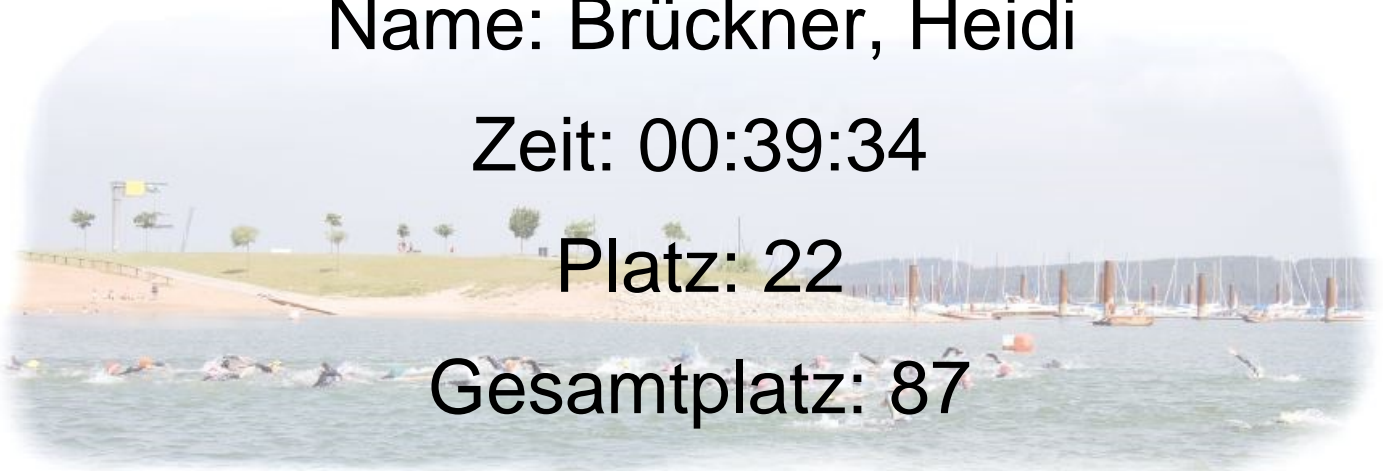 Name: Brückner, Heidi
Zeit: 00:39:34
Platz: 22
Gesamtplatz: 87